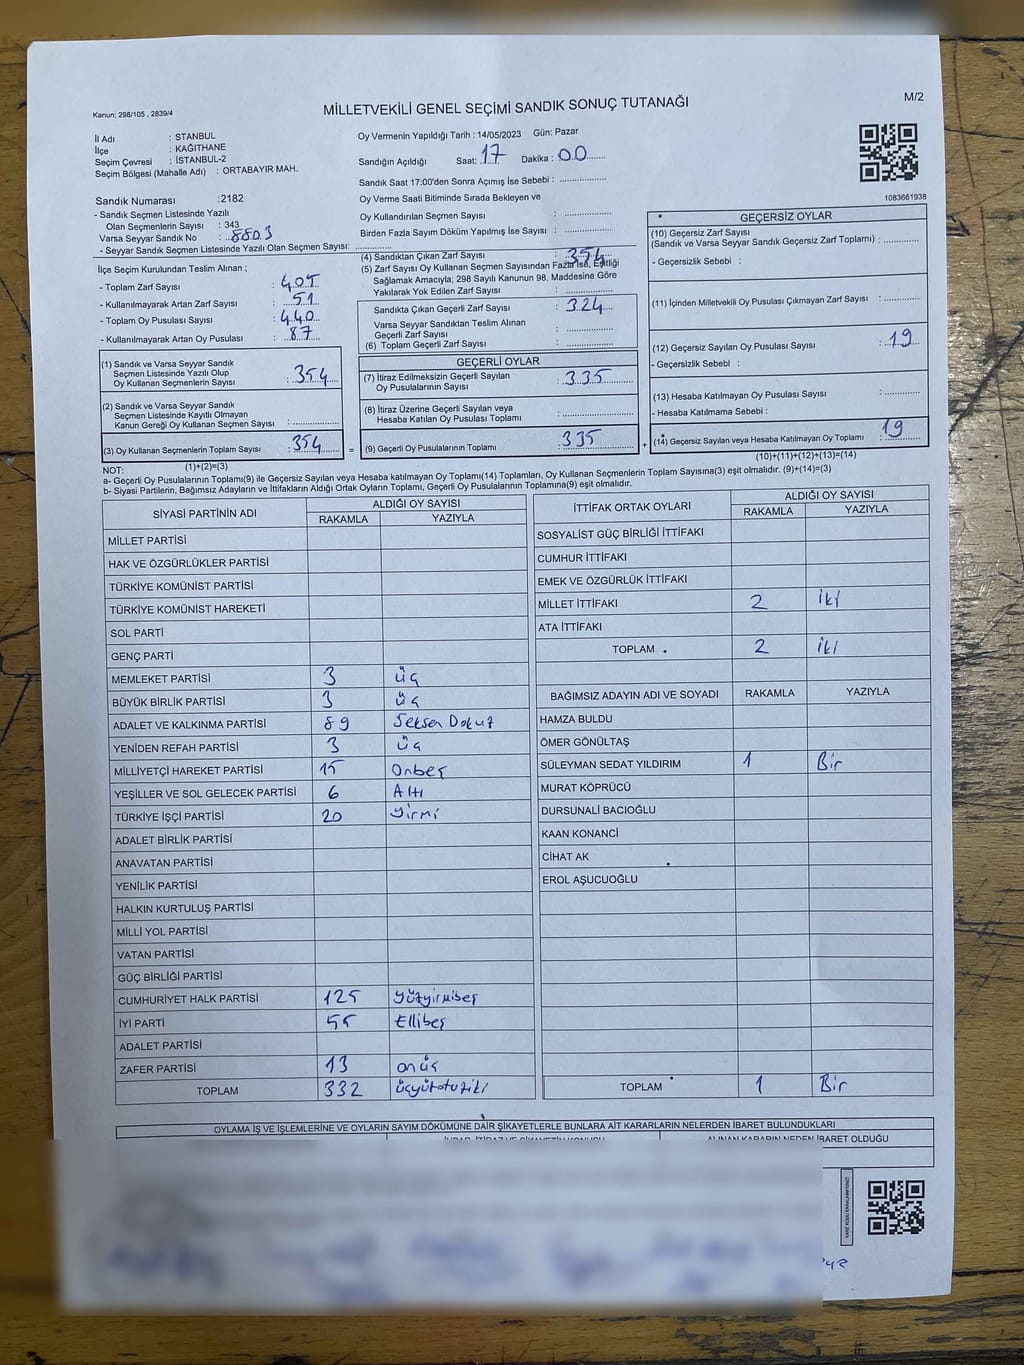 M/2
Kanun; 298/105 , 2839/4
MİLLETVEKİLİ GENEL SEÇİMİ SANDIK SONUÇ TUTANAĞI
İl Adı : STANBUL
İlçe : KAĞITHANE
Seçim Çevresi : İSTANBUL-2
Seçim Bölgesi (Mahalle Adı) : ORTABAYIR MAH.
Oy Vermenin Yapıldığı Tarih : 14/05/2023 Gün: Pazar
Sandığın Açıldığı Saat: 17 Dakika : 00
Sandık Saat 17:00'den Sonra Açımış İse Sebebi :
Oy Verme Saati Bitiminde Sırada Bekleyen ve
Oy Kullandırılan Seçmen Sayısı :
Birden Fazla Sayım Döküm Yapılmış İse Sayısı :
1083661938
Sandık Numarası :2182
- Sandık Seçmen Listesinde Yazılı
Olan Seçmenlerin Sayısı : 343
Varsa Seyyar Sandık No : 8803
- Seyyar Sandık Seçmen Listesinde Yazılı Olan Seçmen Sayısı:
İlçe Seçim Kurulundan Teslim Alınan ;
- Toplam Zarf Sayısı : 405
- Kullanılmayarak Artan Zarf Sayısı : 51
- Toplam Oy Pusulası Sayısı : 440
- Kullanılmayarak Artan Oy Pusulası : 87
(1) Sandık ve Varsa Seyyar Sandık
Seçmen Listesinde Yazılı Olup
Oy Kullanan Seçmenlerin Sayısı : 354
(2) Sandık ve Varsa Seyyar Sandık
Seçmen Listesinde Kayıtlı Olmayan
Kanun Gereği Oy Kullanan Seçmen Sayısı :
(3) Oy Kullanan Seçmenlerin Toplam Sayısı : 354
(1)+(2)=(3)
(4) Sandıktan Çıkan Zarf Sayısı : 354
(5) Zarf Sayısı Oy Kullanan Seçmen Sayısından Fazla İse, Eşitliği
Sağlamak Amacıyla; 298 Sayılı Kanunun 98. Maddesine Göre
Yakılarak Yok Edilen Zarf Sayısı :
Sandıkta Çıkan Geçerli Zarf Sayısı : 324
Varsa Seyyar Sandıktan Teslim Alınan
Geçerli Zarf Sayısı :
(6) Toplam Geçerli Zarf Sayısı :
GEÇERLİ OYLAR
(7) İtiraz Edilmeksizin Geçerli Sayılan
Oy Pusulalarının Sayısı : 335
(8) İtiraz Üzerine Geçerli Sayılan veya
Hesaba Katılan Oy Pusulası Toplamı :
= (9) Geçerli Oy Pusulalarının Toplamı : 335
GEÇERSİZ OYLAR
(10) Geçersiz Zarf Sayısı
(Sandık ve Varsa Seyyar Sandık Geçersiz Zarf Toplamı) :
- Geçersizlik Sebebi :
(11) İçinden Milletvekili Oy Pusulası Çıkmayan Zarf Sayısı :
(12) Geçersiz Sayılan Oy Pusulası Sayısı : 19
- Geçersizlik Sebebi :
(13) Hesaba Katılmayan Oy Pusulası Sayısı :
- Hesaba Katılmama Sebebi :
+ (14) Geçersiz Sayılan veya Hesaba Katılmayan Oy Toplamı : 19
(10)+(11)+(12)+(13)=(14)
NOT:
a- Geçerli Oy Pusulalarının Toplamı(9) ile Geçersiz Sayılan veya Hesaba katılmayan Oy Toplamı(14) Toplamları, Oy Kullanan Seçmenlerin Toplam Sayısına(3) eşit olmalıdır. (9)+(14)=(3)
b- Siyasi Partilerin, Bağımsız Adayların ve İttifakların Aldığı Ortak Oyların Toplamı, Geçerli Oy Pusulalarının Toplamına(9) eşit olmalıdır.
SİYASİ PARTİNİN ADI ALDIĞI OY SAYISI
RAKAMLA YAZIYLA
MİLLET PARTİSİ
HAK VE ÖZGÜRLÜKLER PARTİSİ
TÜRKİYE KOMÜNİST PARTİSİ
TÜRKİYE KOMÜNİST HAREKETİ
SOL PARTİ
GENÇ PARTİ
MEMLEKET PARTİSİ 3 üç
BÜYÜK BİRLİK PARTİSİ 3 üç
ADALET VE KALKINMA PARTİSİ 89 Seksen Dokuz
YENİDEN REFAH PARTİSİ 3 üç
MİLLİYETÇİ HAREKET PARTİSİ 15 Onbeş
YEŞİLLER VE SOL GELECEK PARTİSİ 6 Altı
TÜRKİYE İŞÇİ PARTİSİ 20 Yirmi
ADALET BİRLİK PARTİSİ
ANAVATAN PARTİSİ
YENİLİK PARTİSİ
HALKIN KURTULUŞ PARTİSİ
MİLLİ YOL PARTİSİ
VATAN PARTİSİ
GÜÇ BİRLİĞİ PARTİSİ
CUMHURİYET HALK PARTİSİ 125 Yüzyirmibeş
İYİ PARTİ 55 Ellibeş
ADALET PARTİSİ
ZAFER PARTİSİ 13 onüç
TOPLAM 332 üçyüzotuziki
İTTİFAK ORTAK OYLARI ALDIĞI OY SAYISI
RAKAMLA YAZIYLA
SOSYALİST GÜÇ BİRLİĞİ İTTİFAKI
CUMHUR İTTİFAKI
EMEK VE ÖZGÜRLÜK İTTİFAKI
MİLLET İTTİFAKI 2 iki
ATA İTTİFAKI
TOPLAM 2 iki
BAĞIMSIZ ADAYIN ADI VE SOYADI RAKAMLA YAZIYLA
HAMZA BULDU
ÖMER GÖNÜLTAŞ
SÜLEYMAN SEDAT YILDIRIM 1 Bir
MURAT KÖPRÜCÜ
DURSUNALİ BACIOĞLU
KAAN KONANCİ
CİHAT AK
EROL AŞUCUOĞLU
TOPLAM 1 Bir
OYLAMA İŞ VE İŞLEMLERİNE VE OYLARIN SAYIM DÖKÜMÜNE DAİR ŞİKAYETLERLE BUNLARA AİT KARARLARIN NELERDEN İBARET BULUNDUKLARI
ALINAN KARARIN NEDEN İBARET OLDUĞU